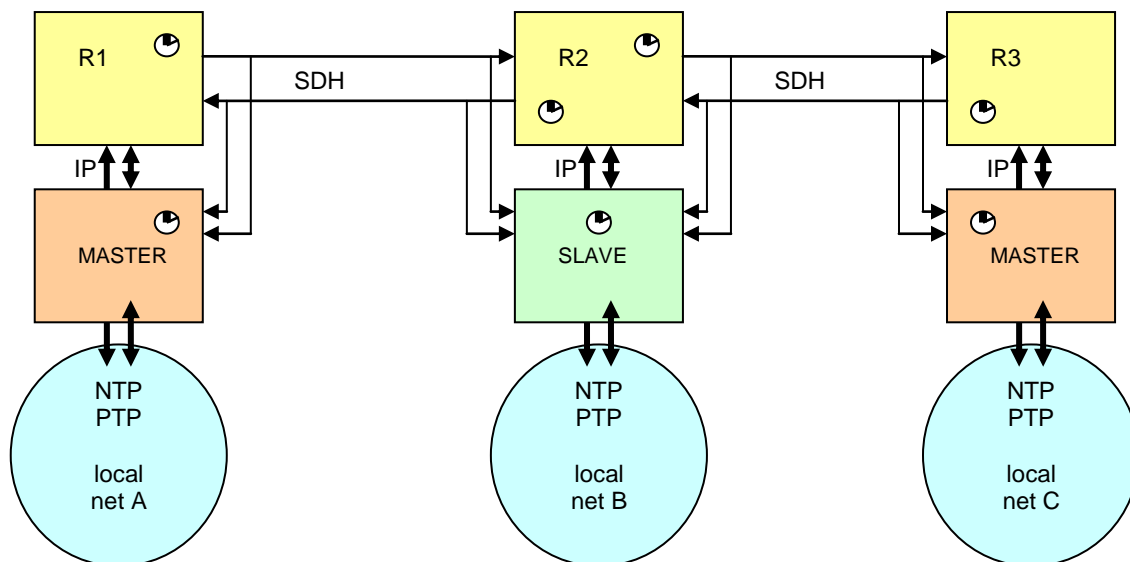 R1
R2
R3
SDH
SDH
IP
IP
IP
MASTER
SLAVE
MASTER
NTP
PTP
local
net A
NTP
PTP
local
net B
NTP
PTP
local
net C